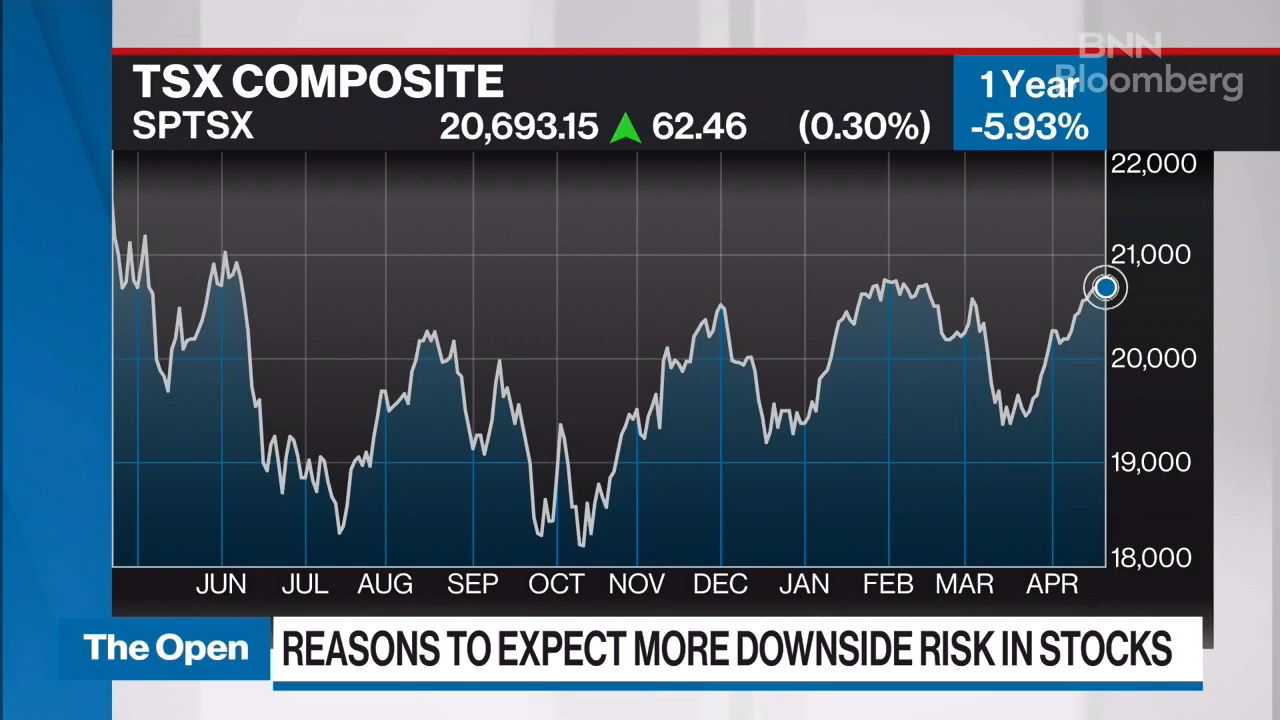 BNN
Bloomberg
TSX COMPOSITE
SPTSX 20,693.15 ▲ 62.46 (0.30%)
1 Year
-5.93%
22,000
21,000
20,000
19,000
18,000
JUN JUL AUG SEP OCT NOV DEC JAN FEB MAR APR
The Open
REASONS TO EXPECT MORE DOWNSIDE RISK IN STOCKS